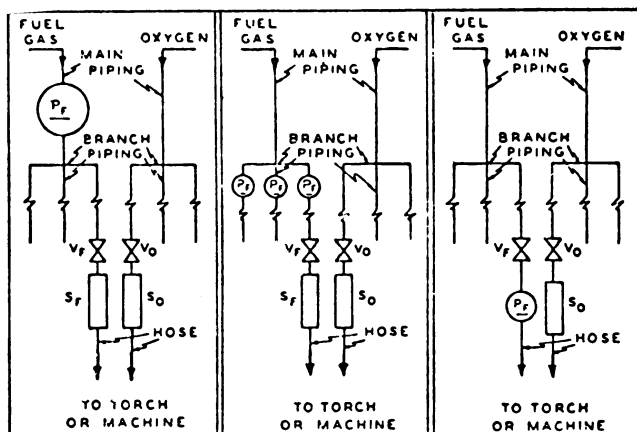 FUEL
GAS
OXYGEN
MAIN
PIPING
PF
BRANCH
PIPING
VF
VO
SF
SO
HOSE
TO TORCH
OR MACHINE
FUEL
GAS
OXYGEN
MAIN
PIPING
BRANCH
PIPING
PF
PF
PF
VF
VO
SF
SO
HOSE
TO TORCH
OR MACHINE
FUEL
GAS
OXYGEN
MAIN
PIPING
BRANCH
PIPING
VF
VO
PF
SO
HOSE
TO TORCH
OR MACHINE